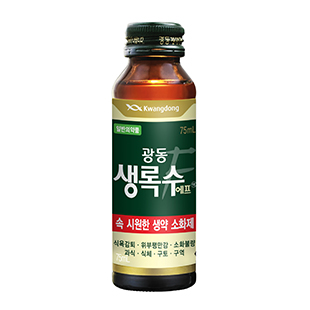 Kwangdong
일반의약품
75mL
광동
생록수
에프
속 시원한 생약 소화제
식욕감퇴 · 위부팽만감 · 소화불량
과식 · 식체 · 구토 · 구역